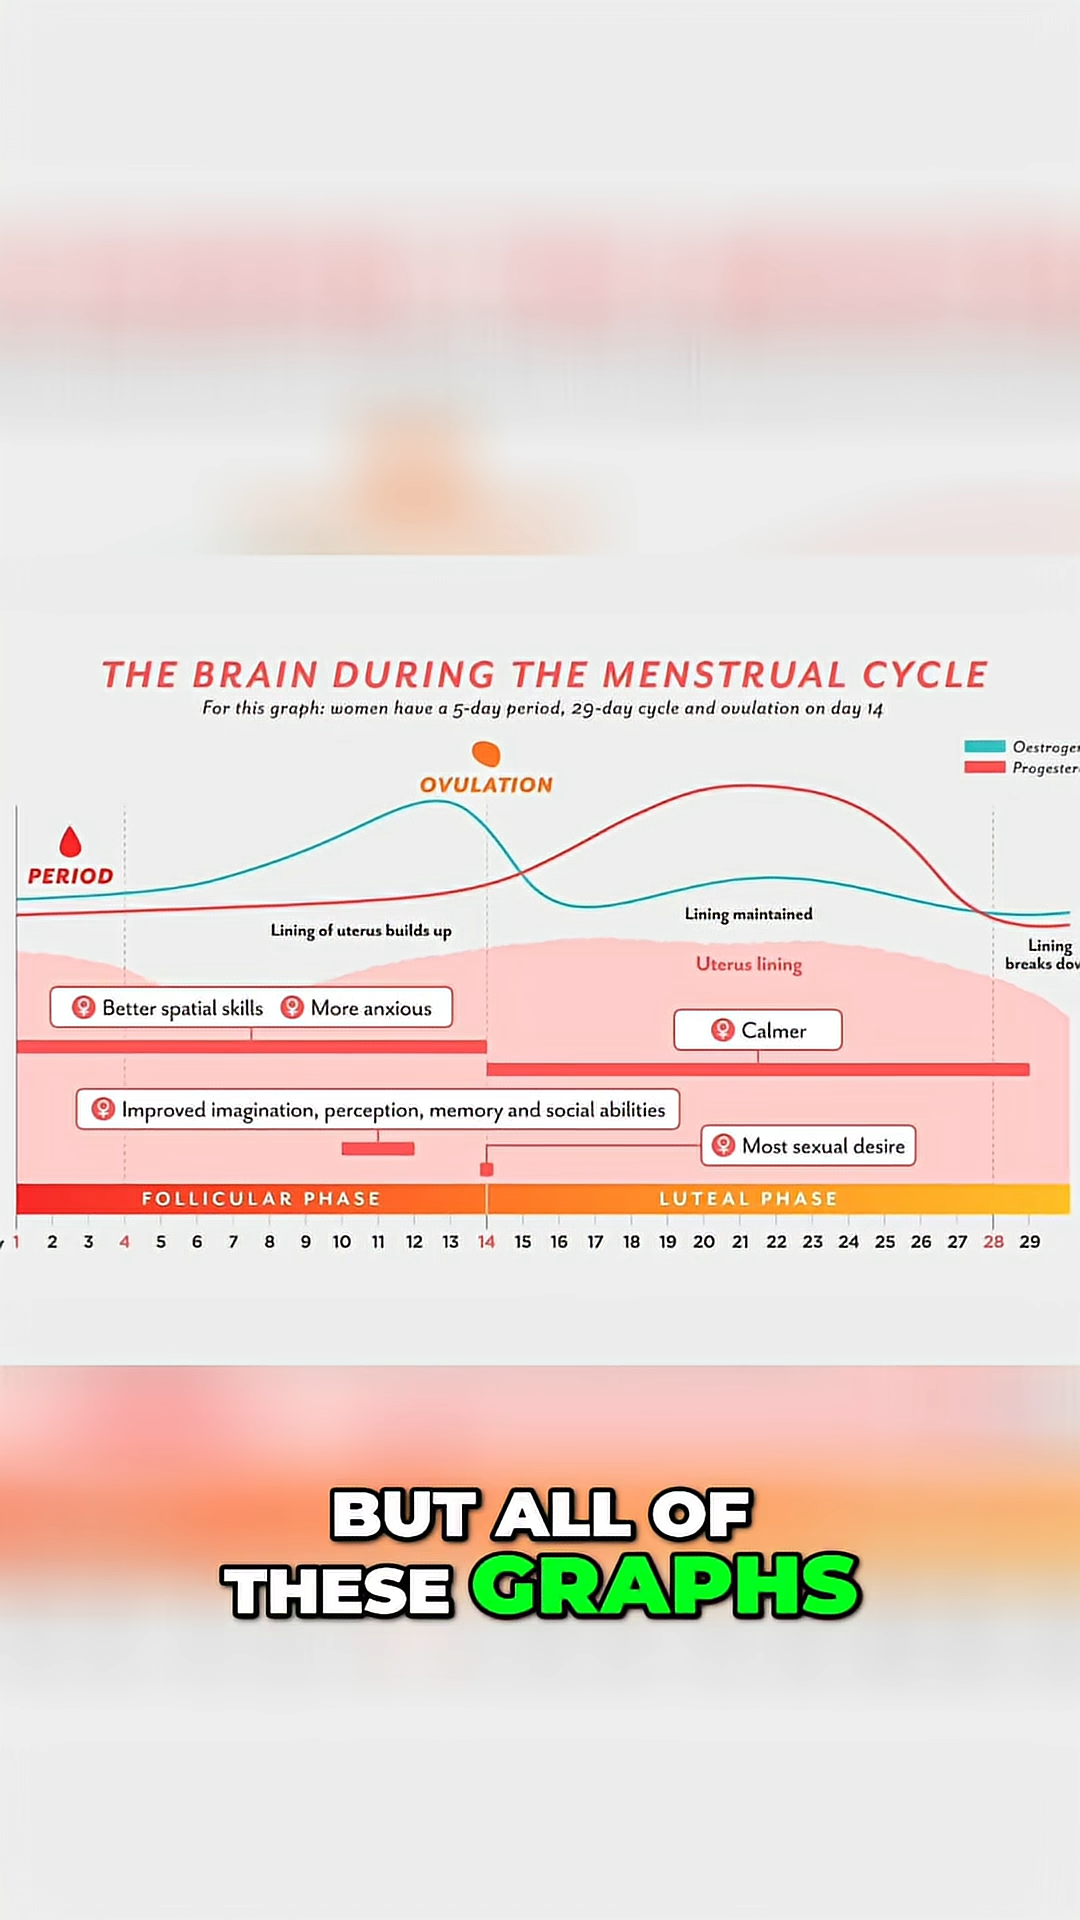 THE BRAIN DURING THE MENSTRUAL CYCLE
For this graph: women have a 5-day period, 29-day cycle and ovulation on day 14
OVULATION
PERIOD
Lining of uterus builds up
Lining maintained
Lining
Uterus lining
Better spatial skills More anxious
Calmer
Improved imagination, perception, memory and social abilities
Most sexual desire
FOLLICULAR PHASE LUTEAL PHASE
1 2 3 4 5 6 7 8 9 10 11 12 13 14 15 16 17 18 19 20 21 22 23 24 25 26 27 28 29
BUT ALL OF
THESE GRAPHS